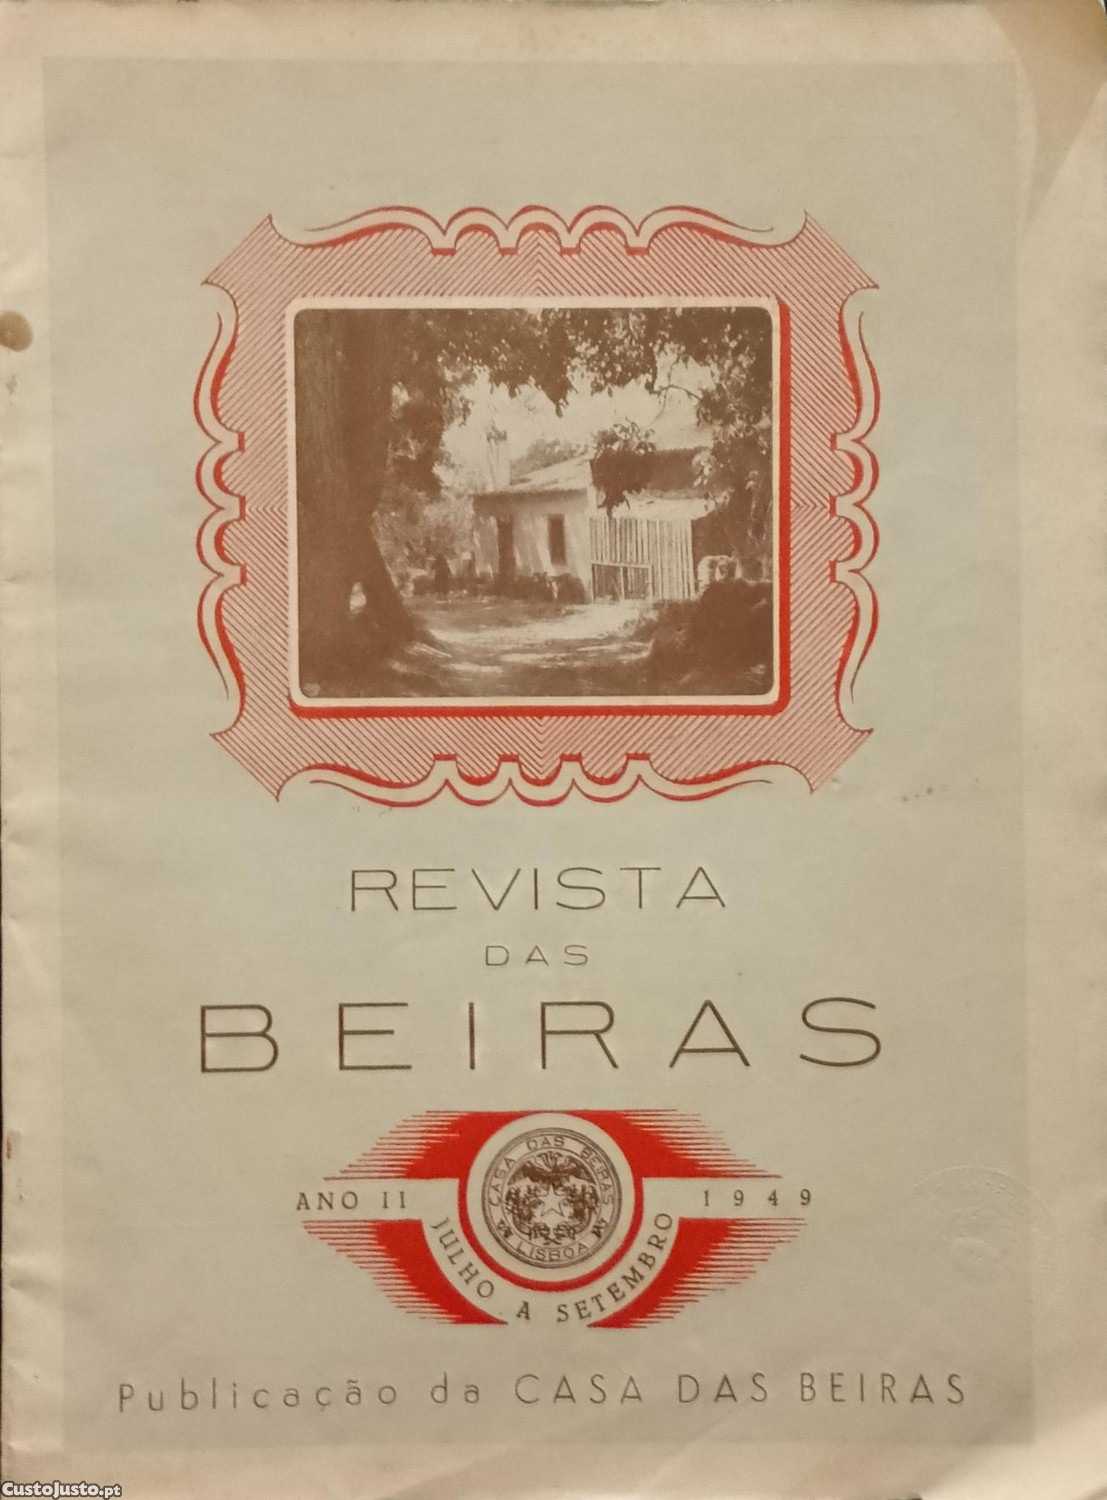 REVISTA
DAS
BEIRAS
CASA DAS BEIRAS
LISBOA
ANO II
1949
JULHO A SETEMBRO
Publicação da CASA DAS BEIRAS
CustoJusto.pt